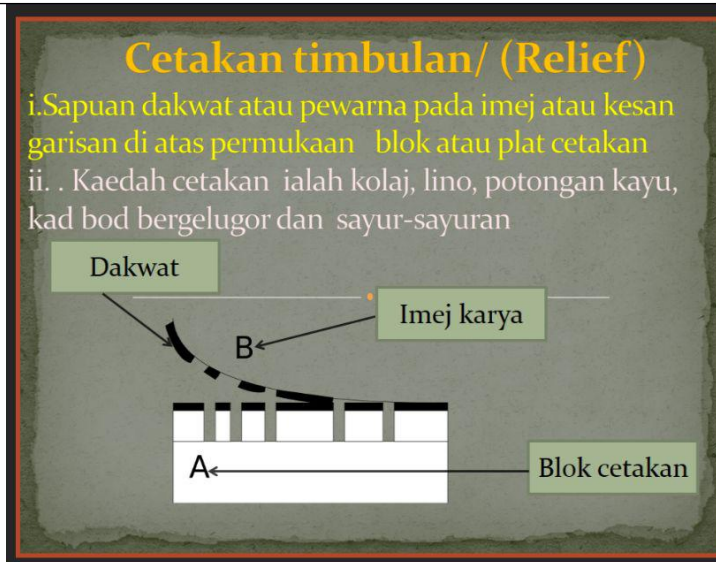 Cetakan timbulan/ (Relief)
i.Sapuan dakwat atau pewarna pada imej atau kesan
garisan di atas permukaan blok atau plat cetakan
ii. . Kaedah cetakan ialah kolaj, lino, potongan kayu,
kad bod bergelugor dan sayur-sayuran
Dakwat
Imej karya
B
A
Blok cetakan